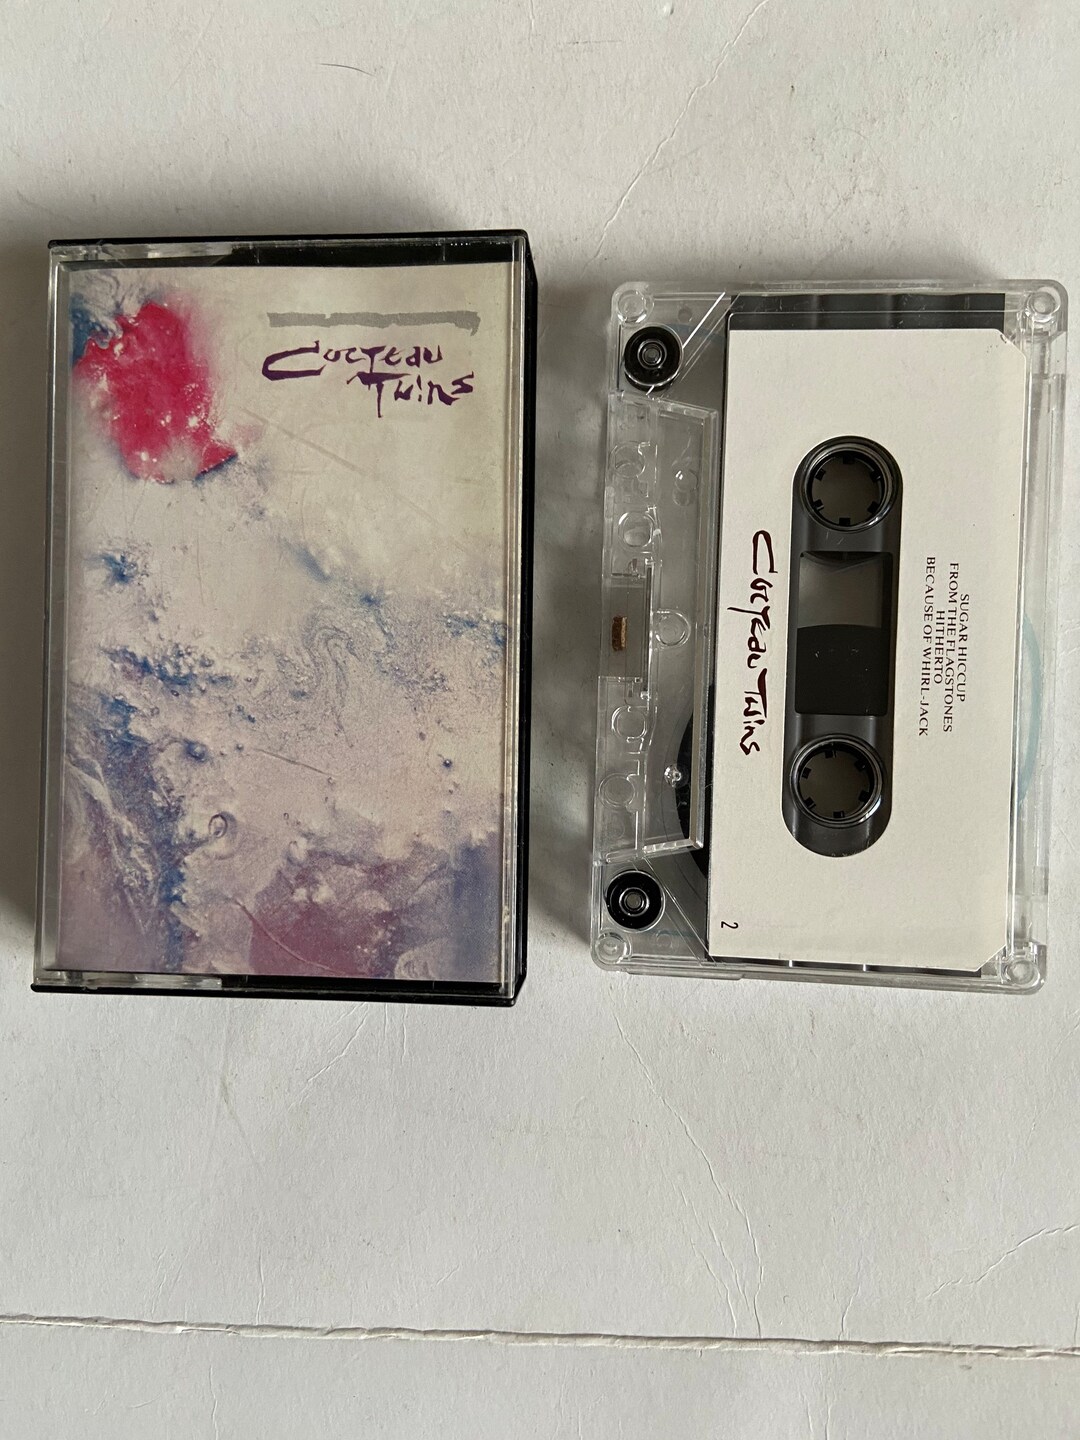 Cocteau
Twins
Cocteau Twins
SUGAR HICCUP
FROM THE FLAGSTONES
HITHERTO
BECAUSE OF WHIRL-JACK
2